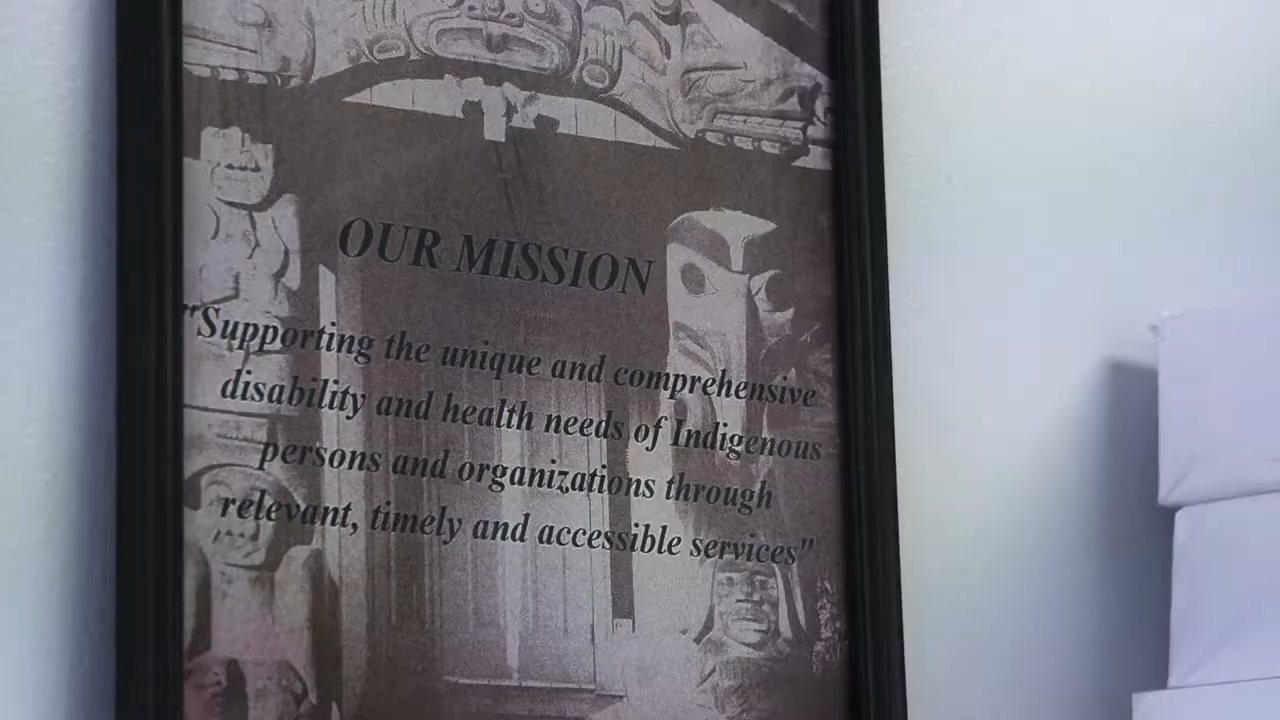 OUR MISSION
"Supporting the unique and comprehensive
disability and health needs of Indigenous
persons and organizations through
relevant, timely and accessible services"